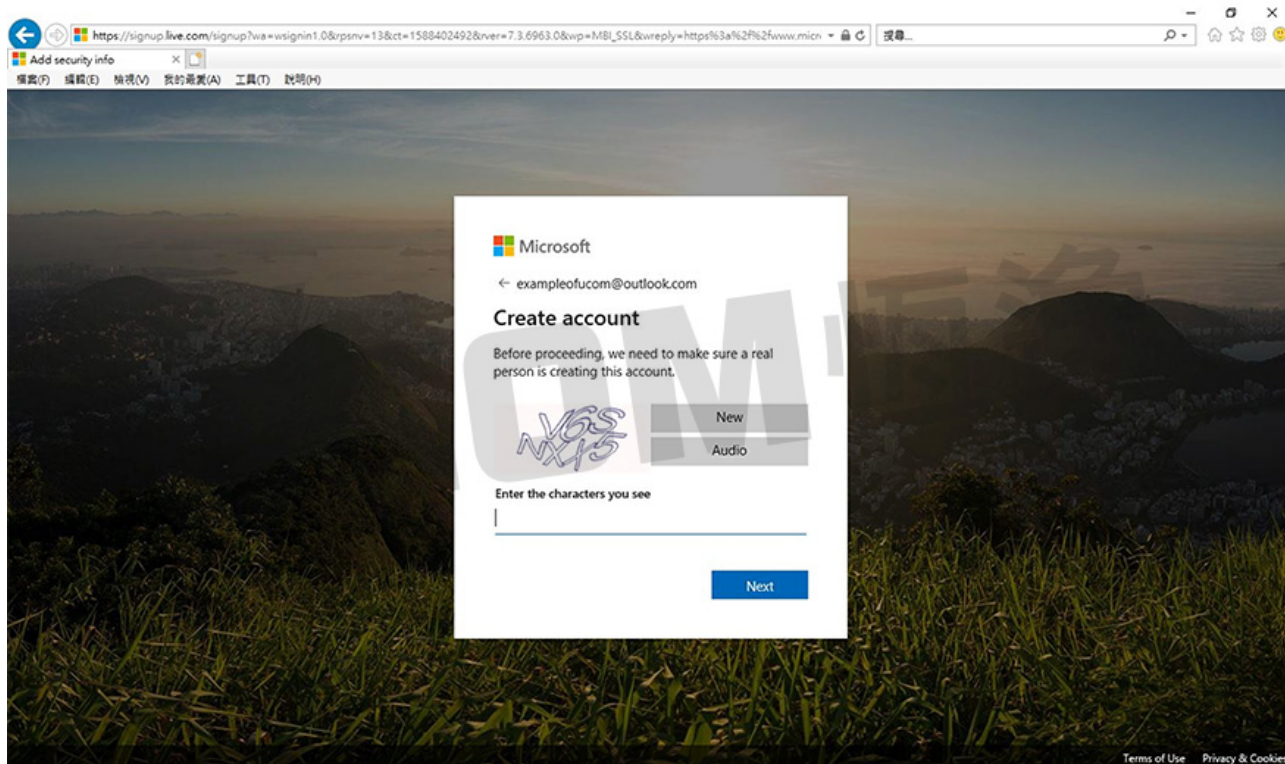 https://signup.live.com/signup?wa=wsignin1.0&rpsnv=13&ct=1588402492&rver=7.3.6963.0&wp=MBI_SSL&wreply=https%3a%2f%2fwww.micr
搜尋...
Add security info
檔案(F) 編輯(E) 檢視(V) 我的最愛(A) 工具(T) 說明(H)
Microsoft
exampleofucom@outlook.com
Create account
Before proceeding, we need to make sure a real
person is creating this account.
V6S
New
Audio
Enter the characters you see
Next
Terms of Use Privacy & Cookie